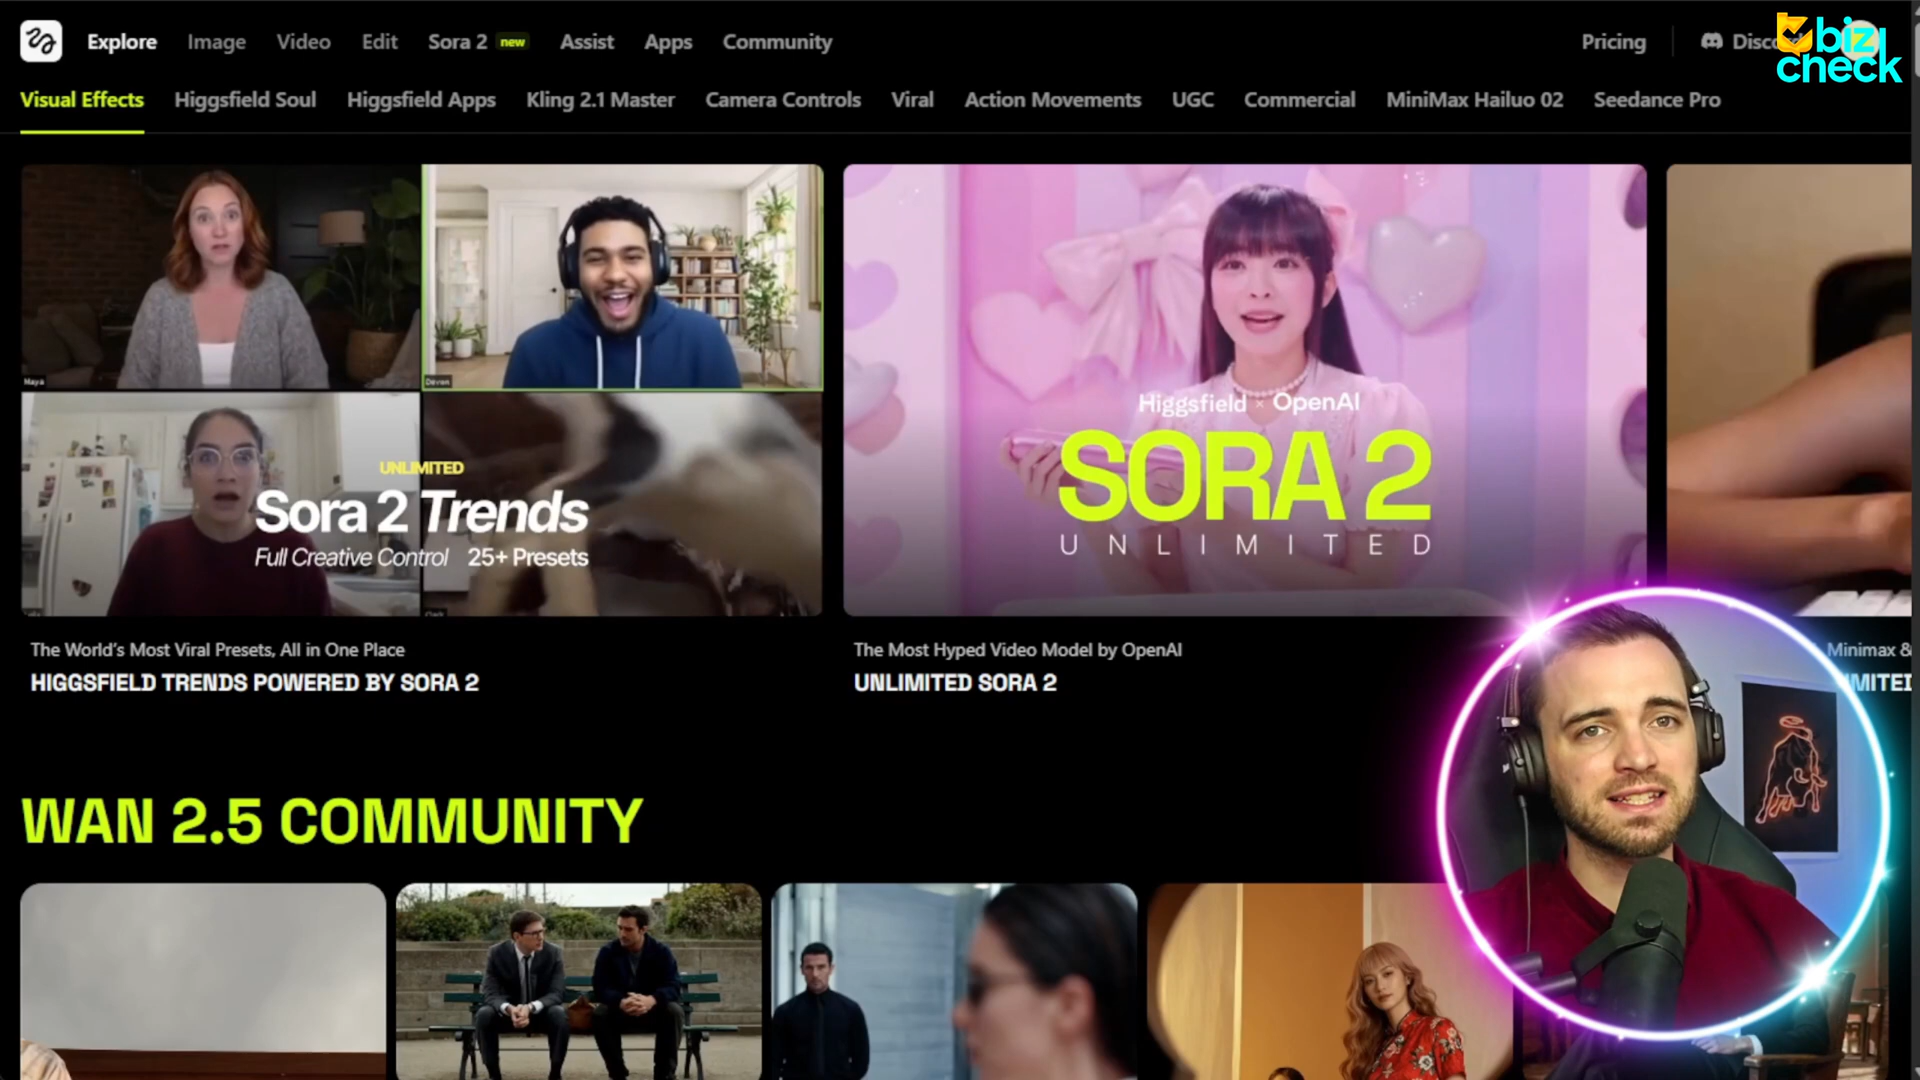 Explore Image Video Edit Sora 2 new Assist Apps Community Pricing
biz check
Visual Effects Higgsfield Soul Higgsfield Apps Kling 2.1 Master Camera Controls Viral Action Movements UGC Commercial MiniMax Hailuo 02 Seedance Pro
Maya
Devon
UNLIMITED
Sora 2 Trends
Full Creative Control 25+ Presets
Higgsfield × OpenAI
SORA 2
UNLIMITED
The World's Most Viral Presets, All in One Place
HIGGSFIELD TRENDS POWERED BY SORA 2
The Most Hyped Video Model by OpenAI
UNLIMITED SORA 2
Minimax &
WAN 2.5 COMMUNITY